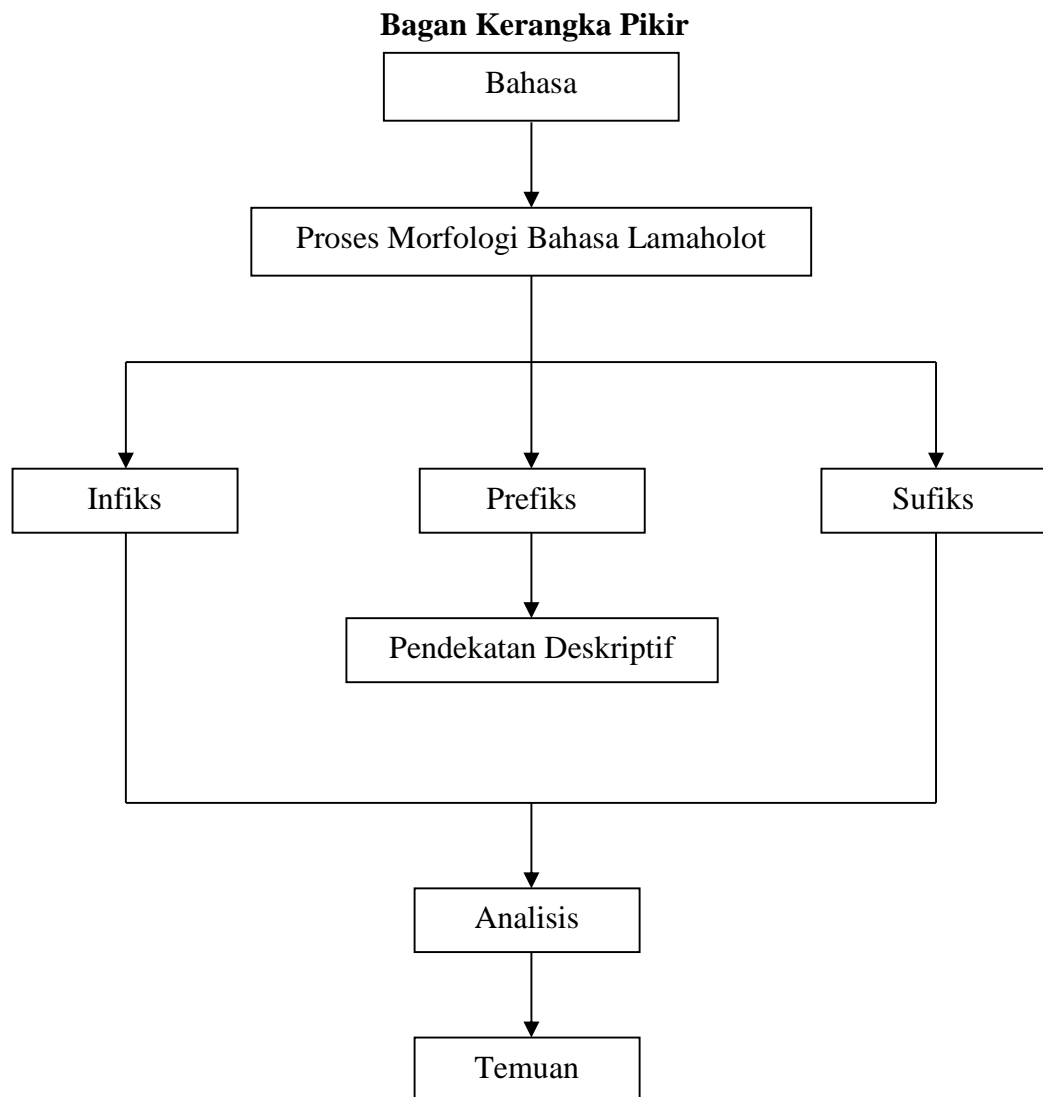 Bagan Kerangka Pikir
Bahasa
Proses Morfologi Bahasa Lamaholot
Infiks
Prefiks
Sufiks
Pendekatan Deskriptif
Analisis
Temuan